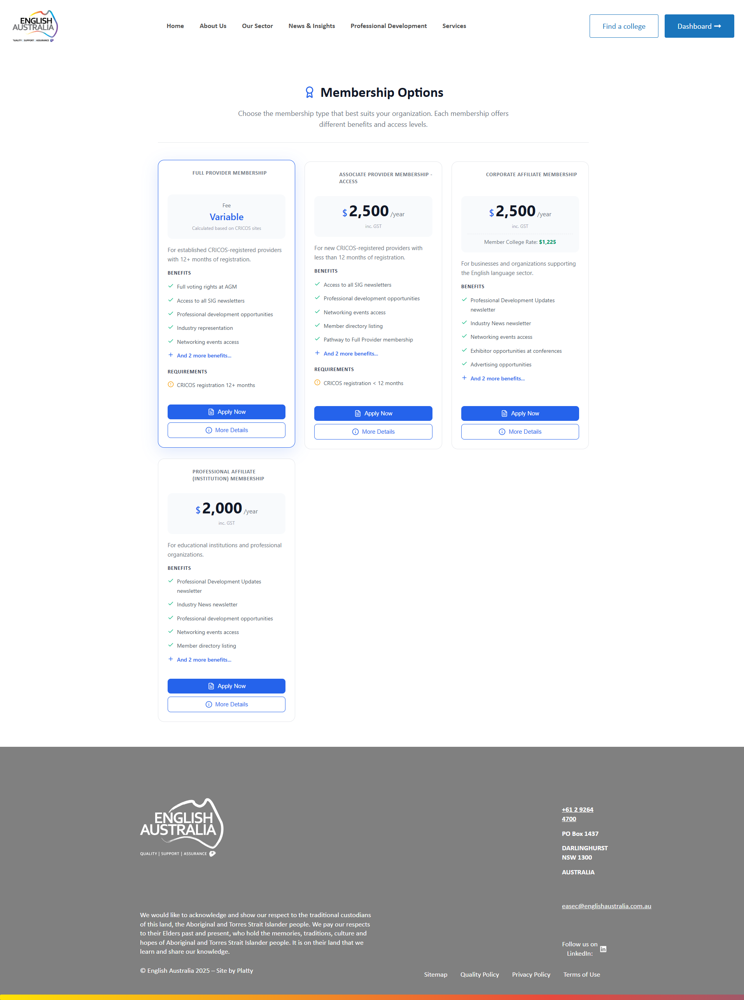 ENGLISH
AUSTRALIA
QUALITY | SUPPORT | ASSURANCE
Home
About Us
Our Sector
News & Insights
Professional Development
Services
Find a college
Dashboard
Membership Options
Choose the membership type that best suits your organization. Each membership offers
different benefits and access levels.
FULL PROVIDER MEMBERSHIP
Fee
Variable
Calculated based on CRICOS sites
For established CRICOS-registered providers
with 12+ months of registration.
BENEFITS
Full voting rights at AGM
Access to all SIG newsletters
Professional development opportunities
Industry representation
Networking events access
And 2 more benefits...
REQUIREMENTS
CRICOS registration 12+ months
Apply Now
More Details
ASSOCIATE PROVIDER MEMBERSHIP -
ACCESS
$2,500/year
inc. GST
For new CRICOS-registered providers with
less than 12 months of registration.
BENEFITS
Access to all SIG newsletters
Professional development opportunities
Networking events access
Member directory listing
Pathway to Full Provider membership
And 2 more benefits...
REQUIREMENTS
CRICOS registration < 12 months
Apply Now
More Details
CORPORATE AFFILIATE MEMBERSHIP
$2,500/year
inc. GST
Member College Rate: $1,225
For businesses and organizations supporting
the English language sector.
BENEFITS
Professional Development Updates
newsletter
Industry News newsletter
Networking events access
Exhibitor opportunities at conferences
Advertising opportunities
And 2 more benefits...
Apply Now
More Details
PROFESSIONAL AFFILIATE
(INSTITUTION) MEMBERSHIP
$2,000/year
inc. GST
For educational institutions and professional
organizations.
BENEFITS
Professional Development Updates
newsletter
Industry News newsletter
Professional development opportunities
Networking events access
Member directory listing
And 2 more benefits...
Apply Now
More Details
ENGLISH
AUSTRALIA
QUALITY | SUPPORT | ASSURANCE
We would like to acknowledge and show our respect to the traditional custodians
of this land, the Aboriginal and Torres Strait Islander people. We pay our respects
to their Elders past and present, who hold the memories, traditions, culture and
hopes of Aboriginal and Torres Strait Islander people. It is on their land that we
learn and share our knowledge.
© English Australia 2025 – Site by Platty
+61 2 9264
4700
PO Box 1437
DARLINGHURST
NSW 1300
AUSTRALIA
easec@englishaustralia.com.au
Follow us on
LinkedIn:
Sitemap
Quality Policy
Privacy Policy
Terms of Use